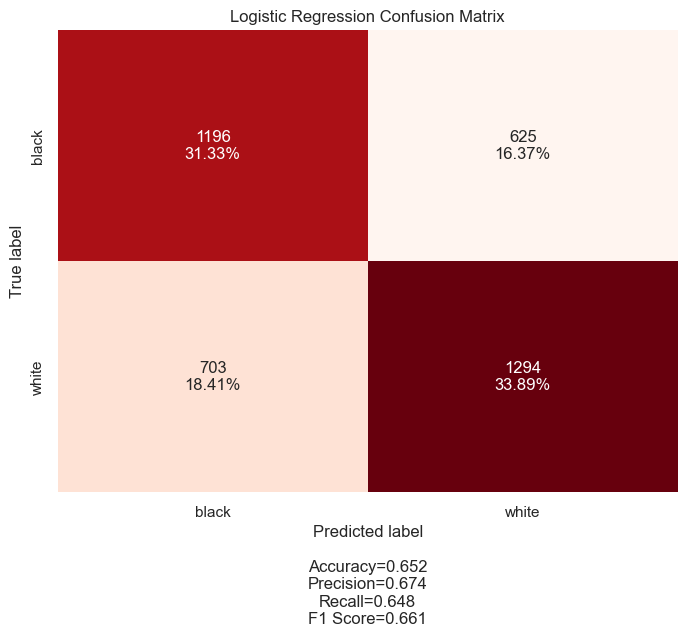 Logistic Regression Confusion Matrix
True label
black
1196
31.33%
625
16.37%
white
703
18.41%
1294
33.89%
black
white
Predicted label
Accuracy=0.652
Precision=0.674
Recall=0.648
F1 Score=0.661